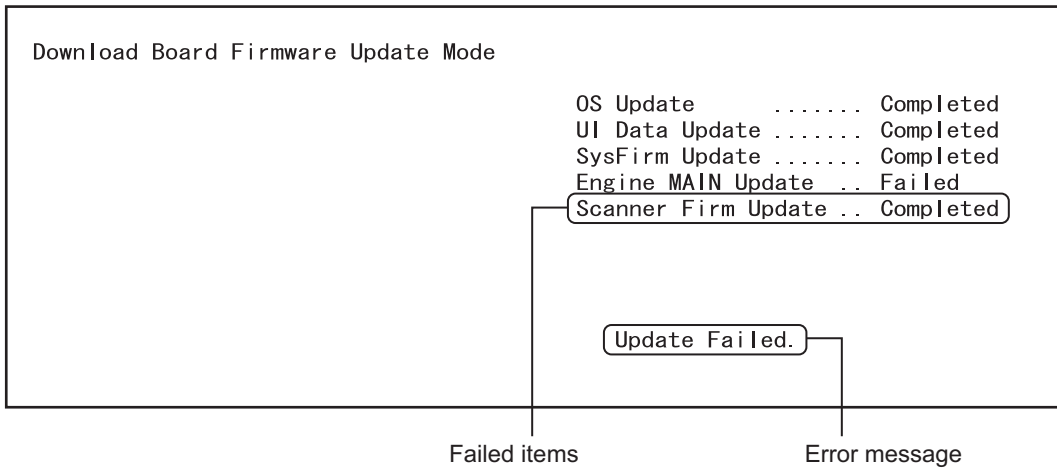 Download Board Firmware Update Mode
OS Update ....... Completed
UI Data Update ....... Completed
SysFirm Update ....... Completed
Engine MAIN Update .. Failed
Scanner Firm Update .. Completed
Update Failed.
Failed items
Error message